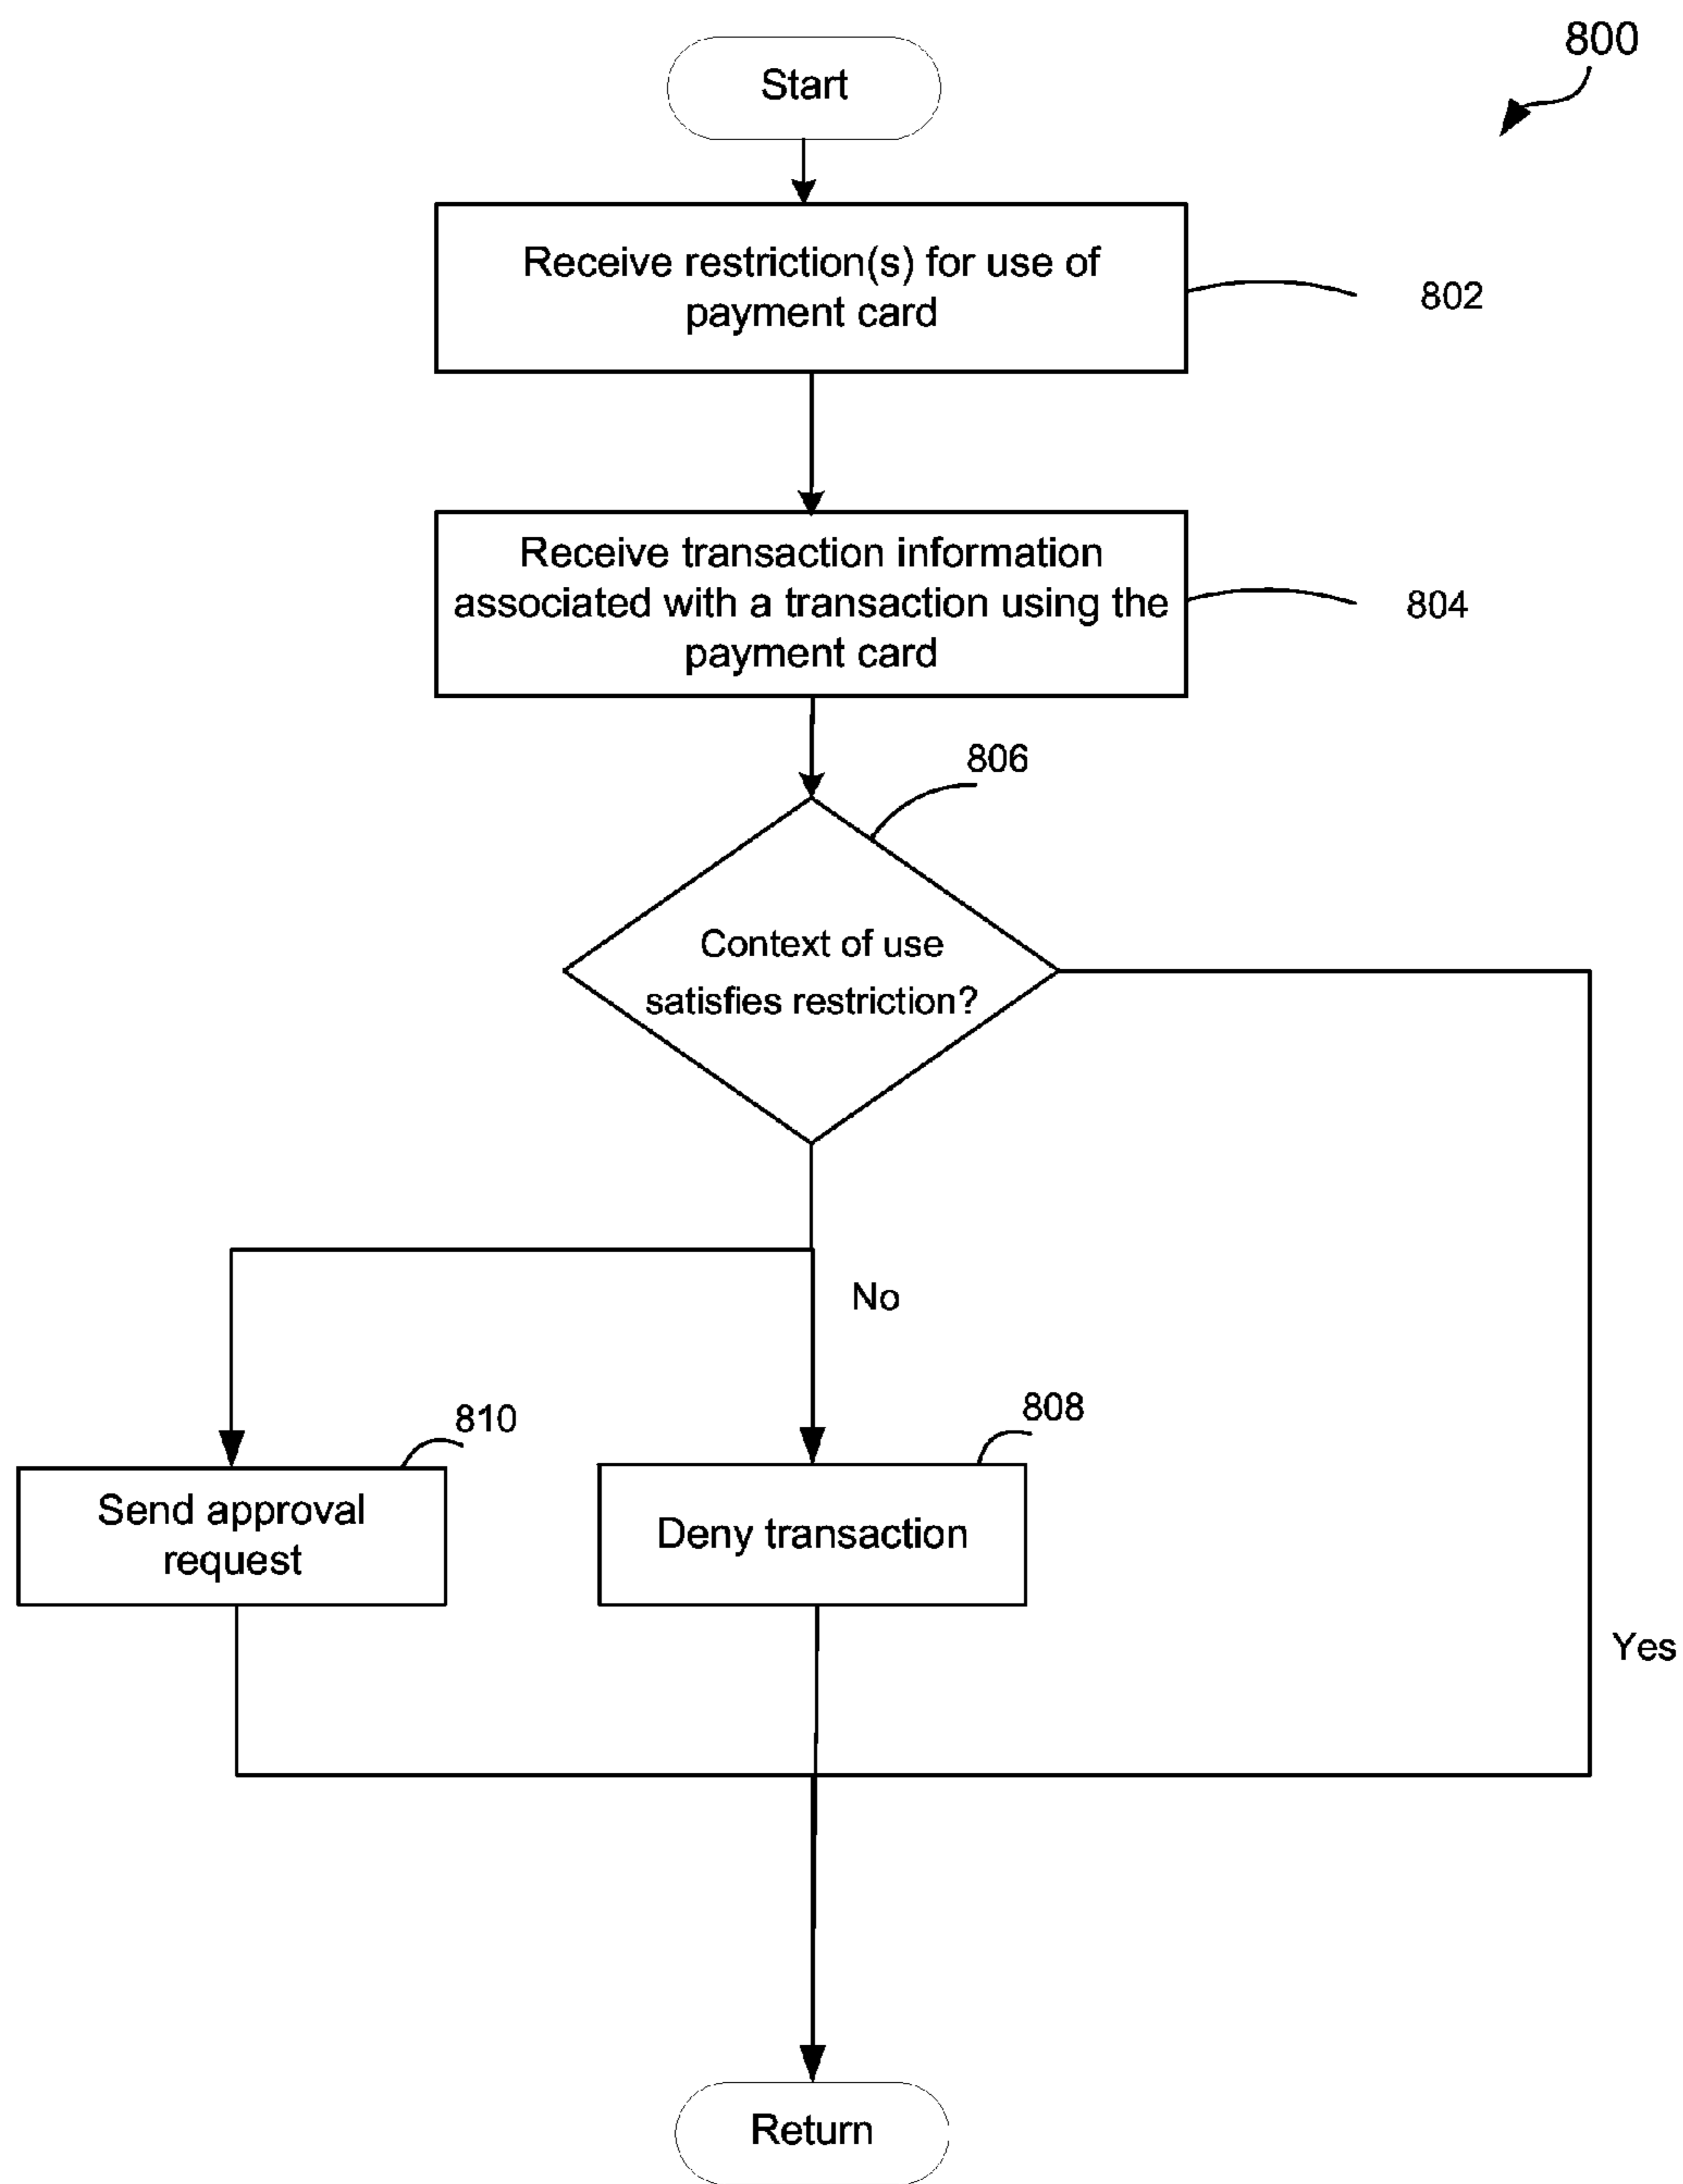 800
Start
Receive restriction(s) for use of
payment card
802
Receive transaction information
associated with a transaction using the
payment card
804
806
Context of use
satisfies restriction?
No
810
808
Send approval
request
Deny transaction
Yes
Return